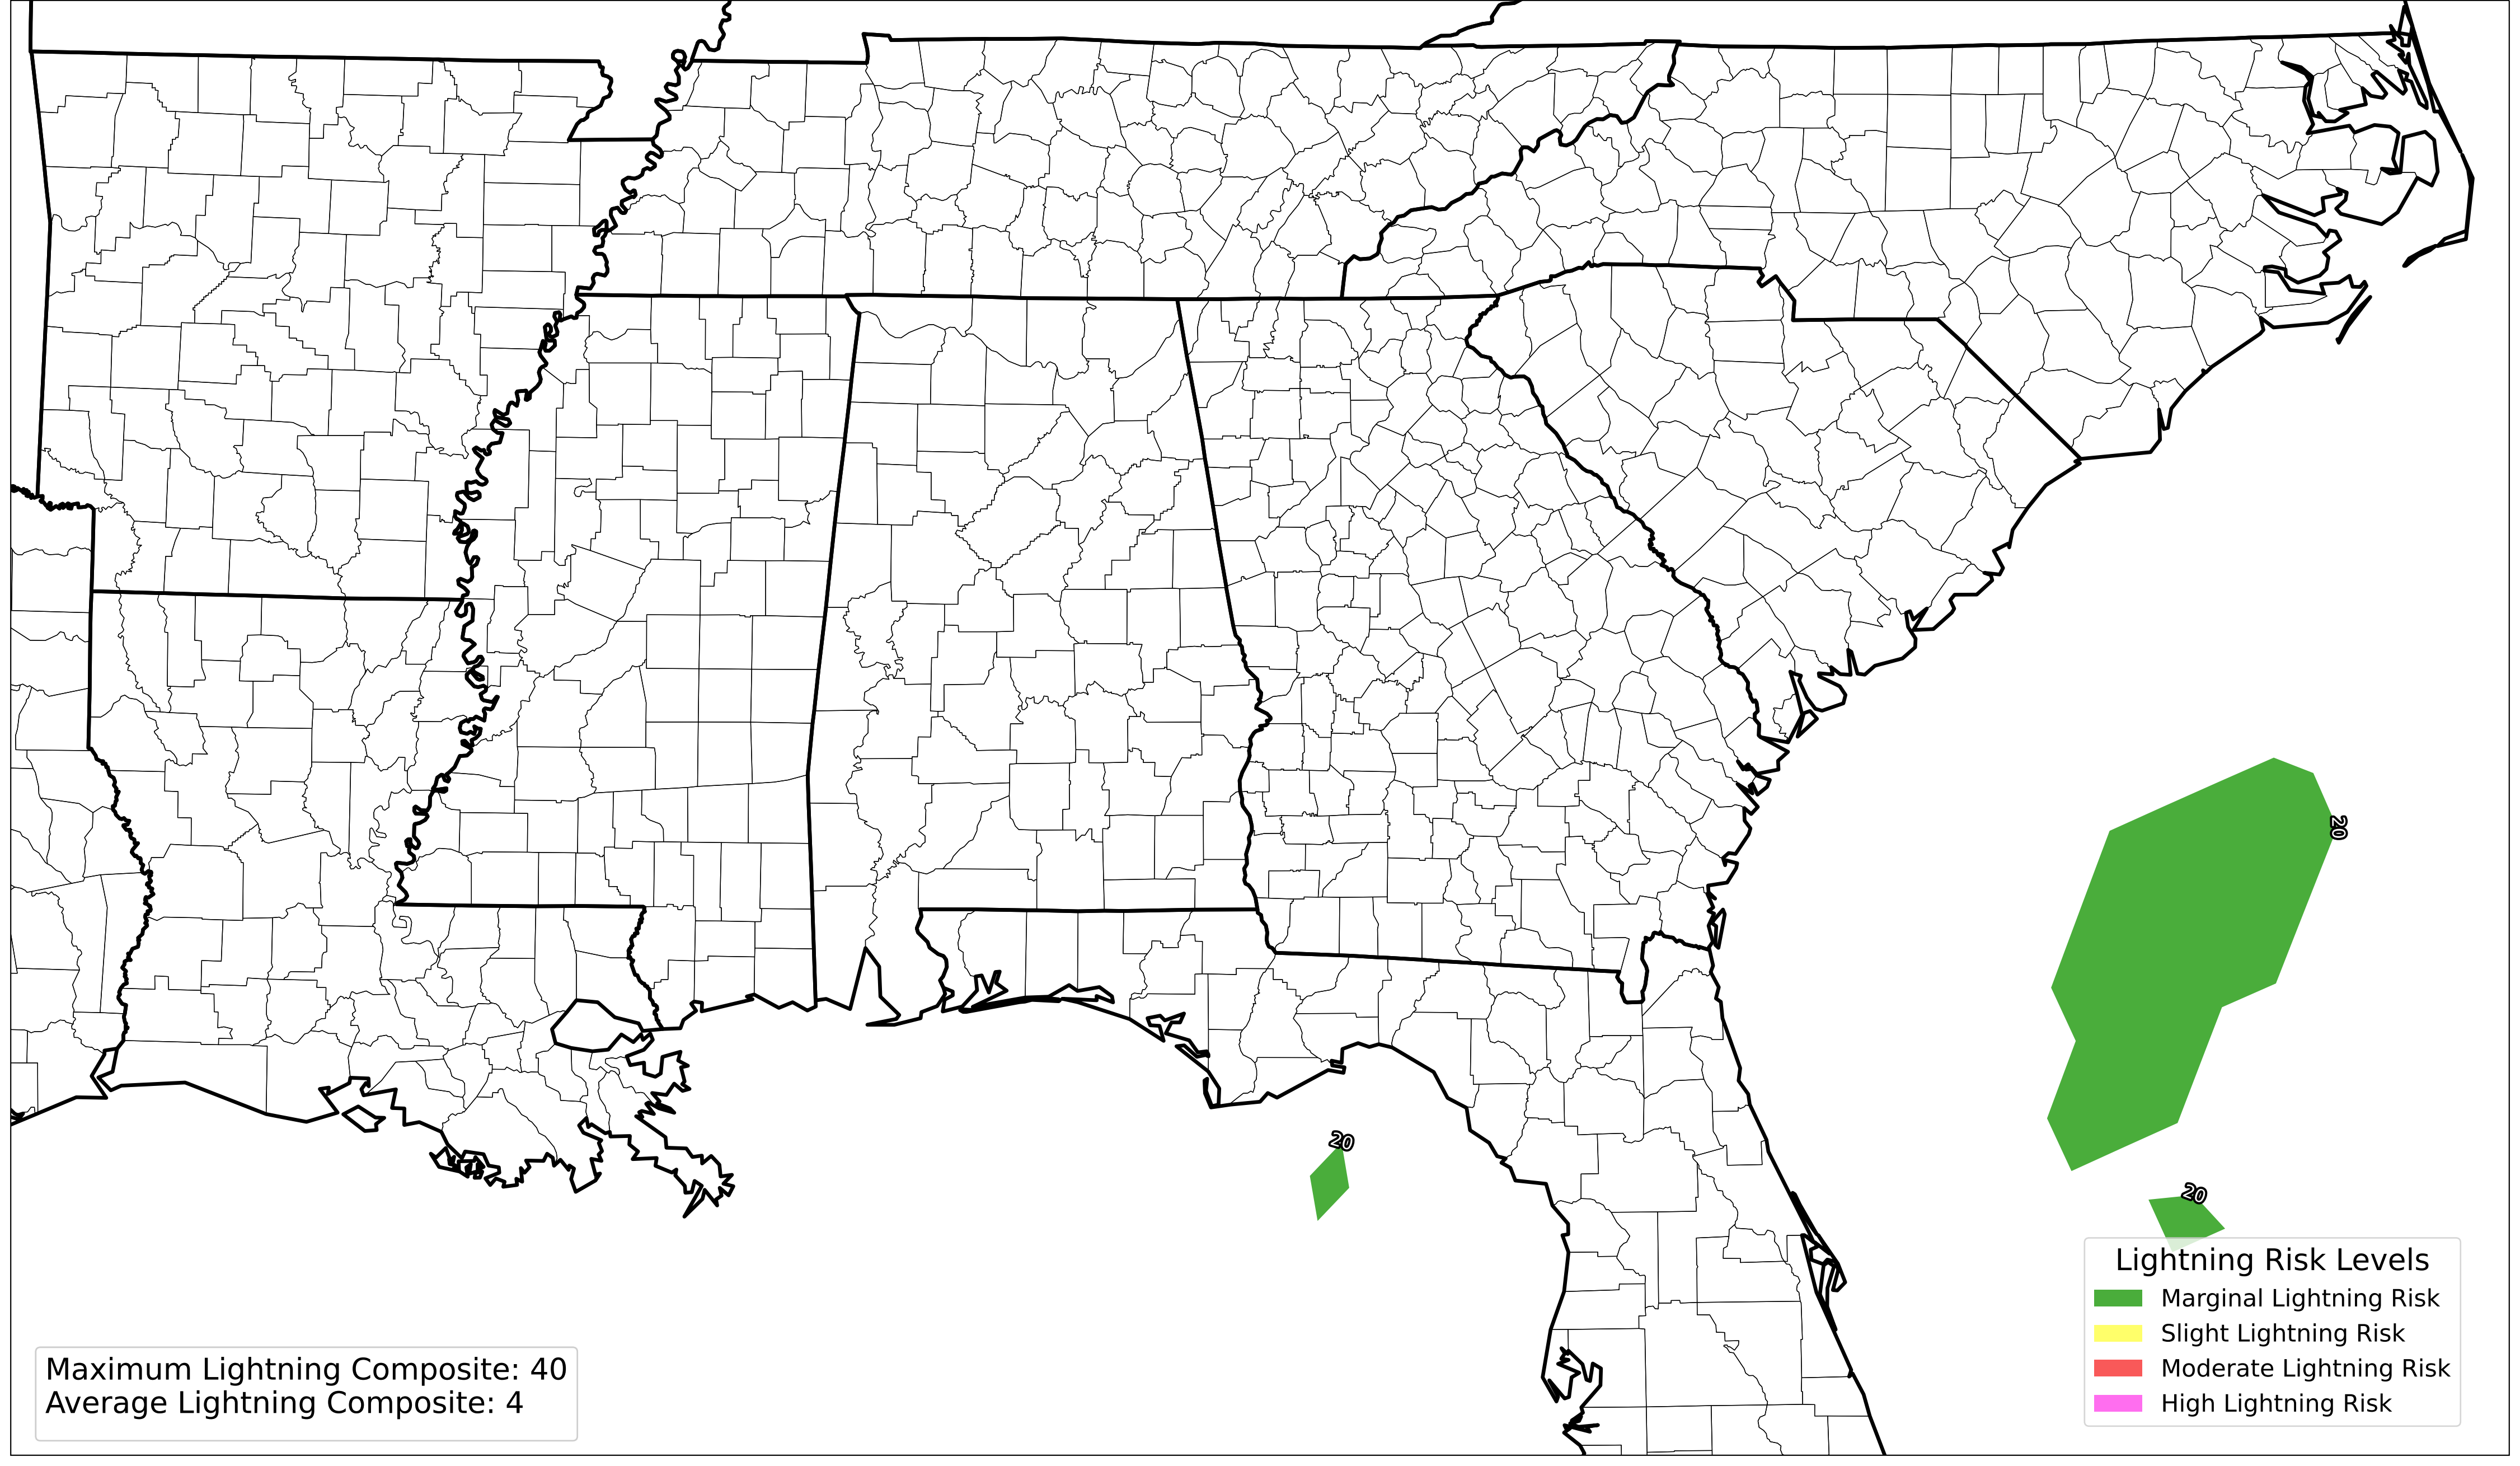 20
20
20
Lightning Risk Levels
Marginal Lightning Risk
Slight Lightning Risk
Moderate Lightning Risk
High Lightning Risk
Maximum Lightning Composite: 40
Average Lightning Composite: 4